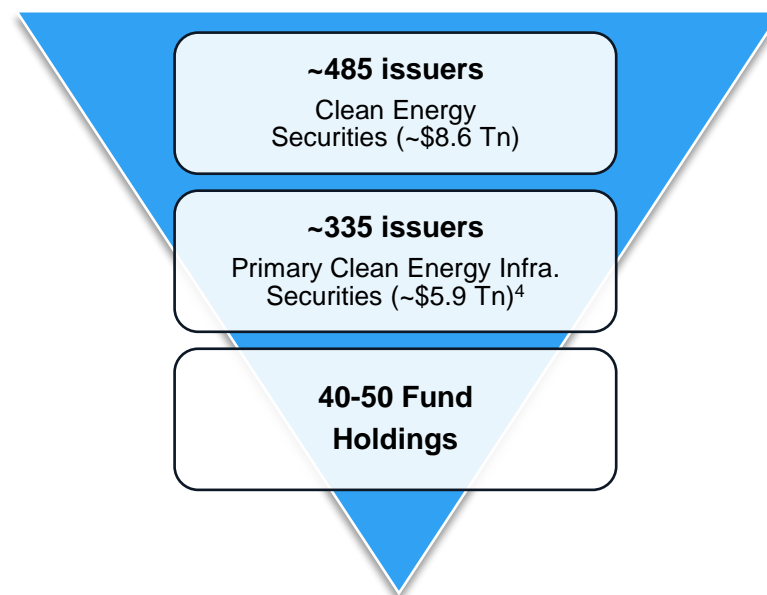 ~485 issuers
Clean Energy
Securities (~$8.6 Tn)
~335 issuers
Primary Clean Energy Infra.
Securities (~$5.9 Tn)⁴
40-50 Fund
Holdings